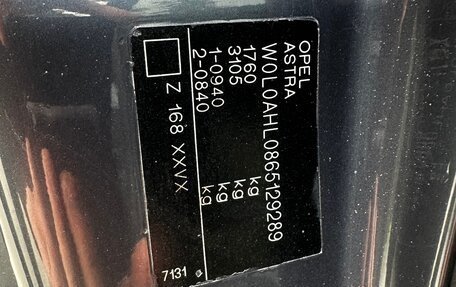 OPEL
ASTRA
W0L0AHL0865129289
1760 kg
3105 kg
1-0940 kg
2-0840 kg
Z 168 XXVX
7131